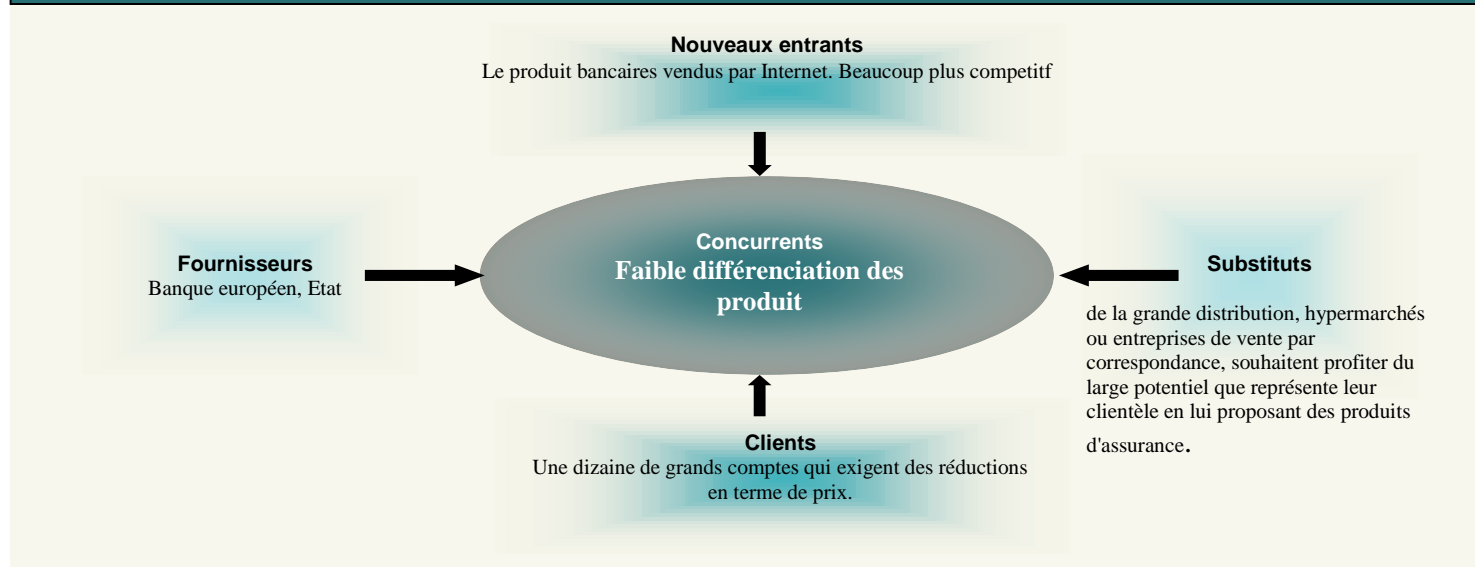 Nouveaux entrants
Le produit bancaires vendus par Internet. Beaucoup plus competitf
Fournisseurs
Banque européen, Etat
Concurrents
Faible différenciation des
produit
Substituts
de la grande distribution, hypermarchés
ou entreprises de vente par
correspondance, souhaitent profiter du
large potentiel que représente leur
clientèle en lui proposant des produits
d'assurance.
Clients
Une dizaine de grands comptes qui exigent des réductions
en terme de prix.